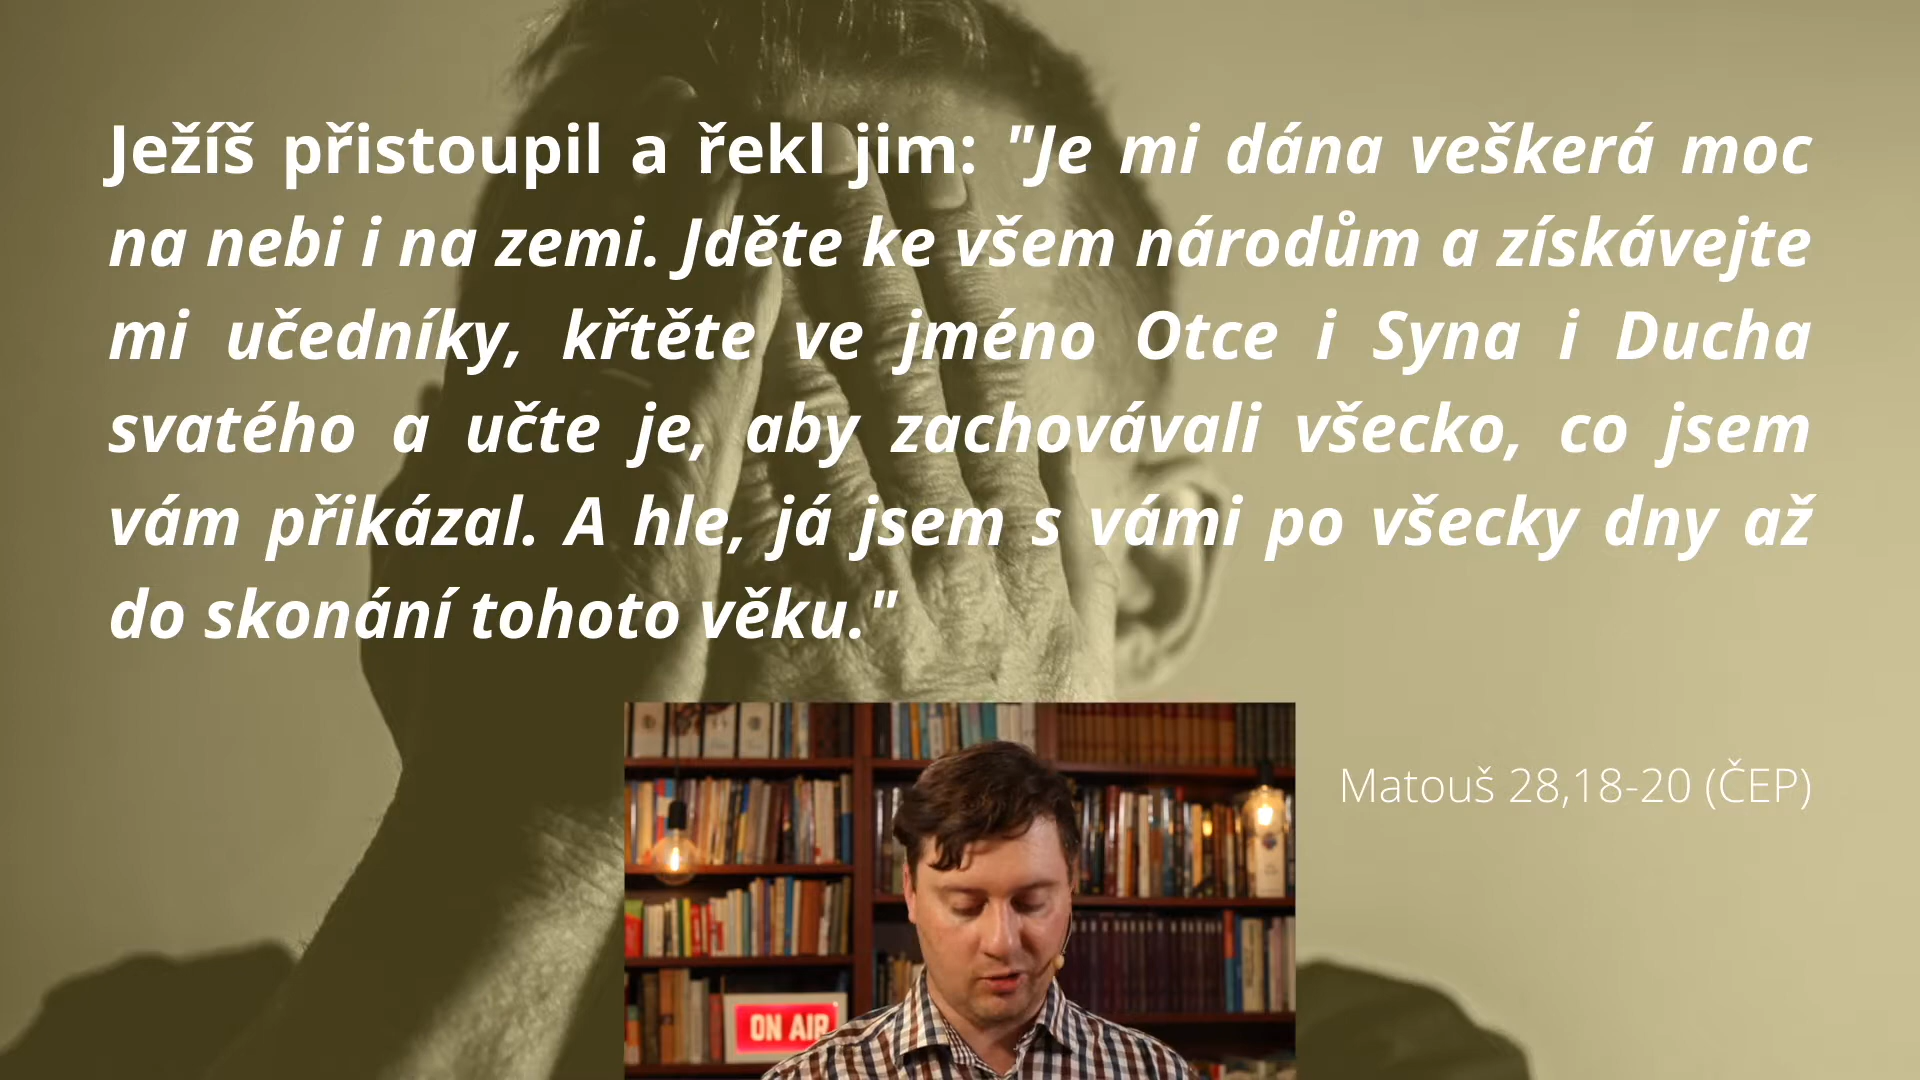 Ježíš přistoupil a řekl jim: "Je mi dána veškerá moc
na nebi i na zemi. Jděte ke všem národům a získávejte
mi učedníky, křtěte ve jméno Otce i Syna i Ducha
svatého a učte je, aby zachovávali všecko, co jsem
vám přikázal. A hle, já jsem s vámi po všecky dny až
do skonání tohoto věku."
Matouš 28,18-20 (ČEP)
ON AIR